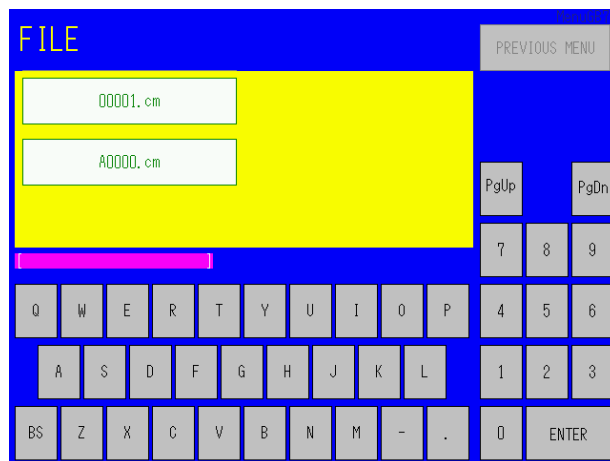 FILE
PREVIOUS MENU
00001.cm
A0000.cm
PgUp PgDn
[ ]
7 8 9
Q W E R T Y U I O P 4 5 6
A S D F G H J K L 1 2 3
BS Z X C V B N M - . 0 ENTER